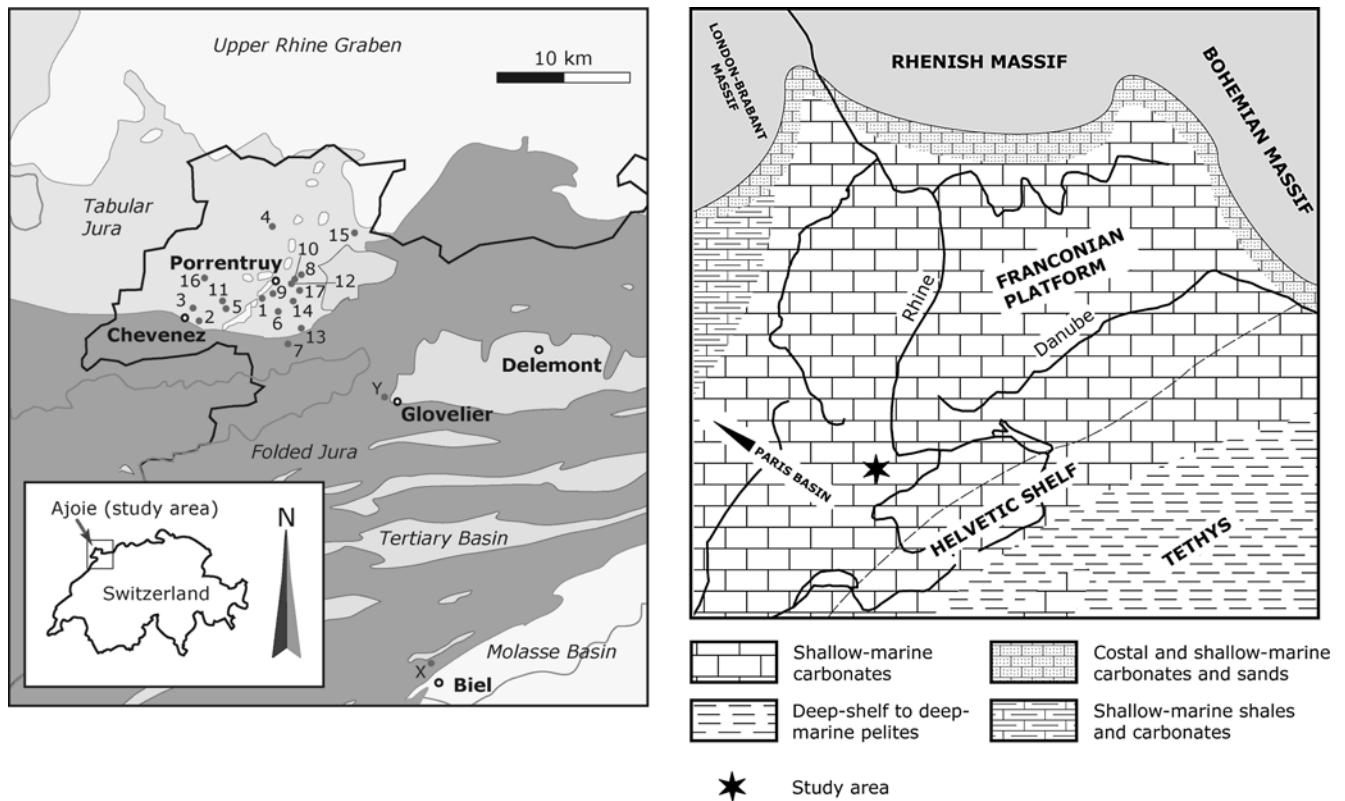 Upper Rhine Graben
10 km
Tabular
Jura
4
15
10
Porrentruy
8
16
12
11
9
17
3
5
1
14
2
6
Chevenez
13
7
Delemont
Y
Glovelier
Folded Jura
Ajoie (study area)
N
Tertiary Basin
Switzerland
Molasse Basin
X
Biel
LONDON-BRABANT
MASSIF
RHENISH MASSIF
BOHEMIAN MASSIF
FRANCONIAN
PLATFORM
Rhine
Danube
PARIS BASIN
HELVETIC SHELF
TETHYS
Shallow-marine
carbonates
Costal and shallow-marine
carbonates and sands
Deep-shelf to deep-
marine pelites
Shallow-marine shales
and carbonates
Study area